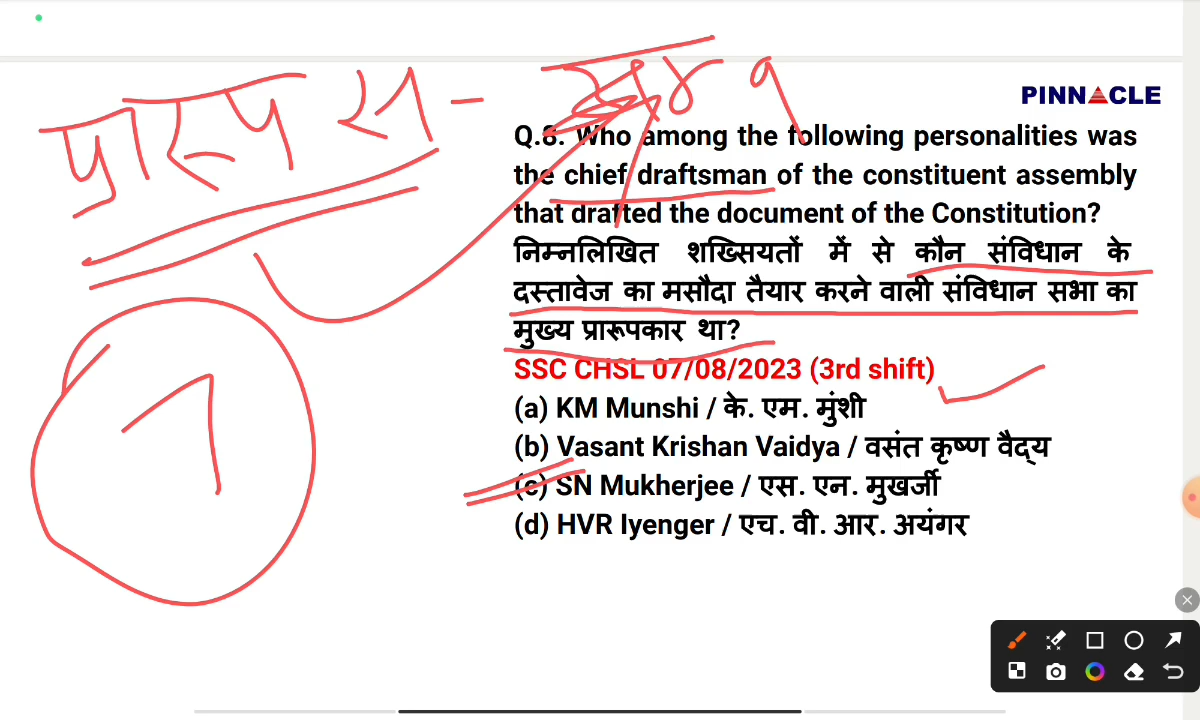 प्रारूप स -
PINNACLE
Q.8. Who among the following personalities was
the chief draftsman of the constituent assembly
that drafted the document of the Constitution?
निम्नलिखित शख्सियतों में से कौन संविधान के
दस्तावेज का मसौदा तैयार करने वाली संविधान सभा का
मुख्य प्रारूपकार था?
SSC CHSL 07/08/2023 (3rd shift)
(a) KM Munshi / के. एम. मुंशी
(b) Vasant Krishan Vaidya / वसंत कृष्ण वैद्य
(c) SN Mukherjee / एस. एन. मुखर्जी
(d) HVR Iyenger / एच. वी. आर. अयंगर